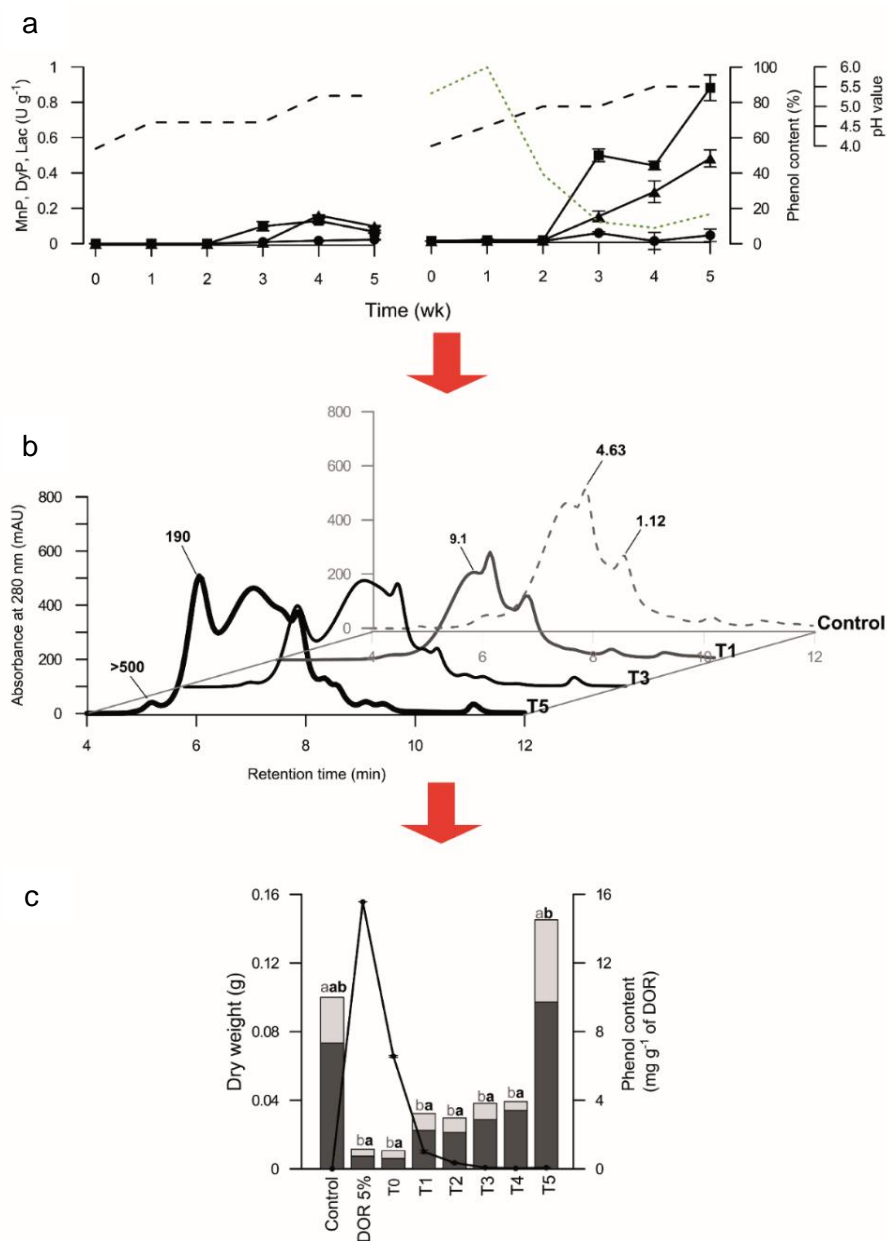 a
MnP, DyP, Lac (U g-1)
1
0.8
0.6
0.4
0.2
0
0 1 2 3 4 5
0 1 2 3 4 5
Time (wk)
100
80
60
40
20
0
Phenol content (%)
6.0
5.5
5.0
4.5
4.0
pH value
b
800
600
400
200
0
4 6 8 10 12
4.63
1.12
9.1
Control
T1
T3
T5
Absorbance at 280 nm (mAU)
800
600
400
200
0
190
>500
4 6 8 10 12
Retention time (min)
c
Dry weight (g)
0.16
0.12
0.08
0.04
0
aab
ba
ba
ba
ba
ba
ba
ab
16
12
8
4
0
Phenol content
(mg g-1 of DOR)
Control
DOR 5%
T0
T1
T2
T3
T4
T5